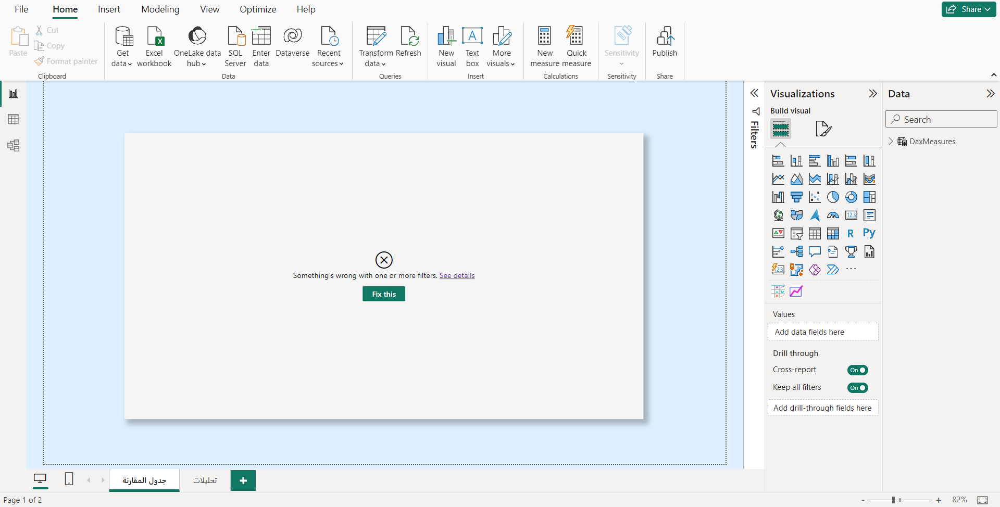 File Home Insert Modeling View Optimize Help
Share
Paste
Cut
Copy
Format painter
Clipboard
Get data
Excel workbook
OneLake data hub
SQL Server
Enter data
Dataverse
Recent sources
Data
Transform data
Refresh
Queries
New visual
Text box
A
More visuals
Insert
New measure
Quick measure
Calculations
Sensitivity
Sensitivity
Publish
Share
Filters
Something's wrong with one or more filters. See details
Fix this
Visualizations
Build visual
123
R
Py
123
Values
Add data fields here
Drill through
Cross-report
On
Keep all filters
On
Add drill-through fields here
Data
Search
DaxMeasures
جدول المقارنة
تحليلات
+
Page 1 of 2
- + 82%